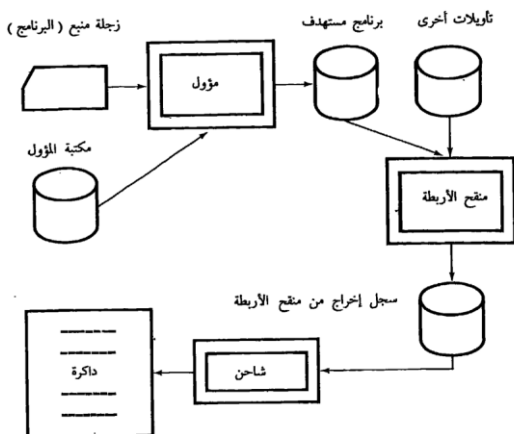 زجلة منبع ( البرنامج )
برنامج مستهدف
تأويلات أخرى
مؤول
مكتبة المؤول
منقح الأربطة
سجل إخراج من منقح الأربطة
شاحن
داكرة